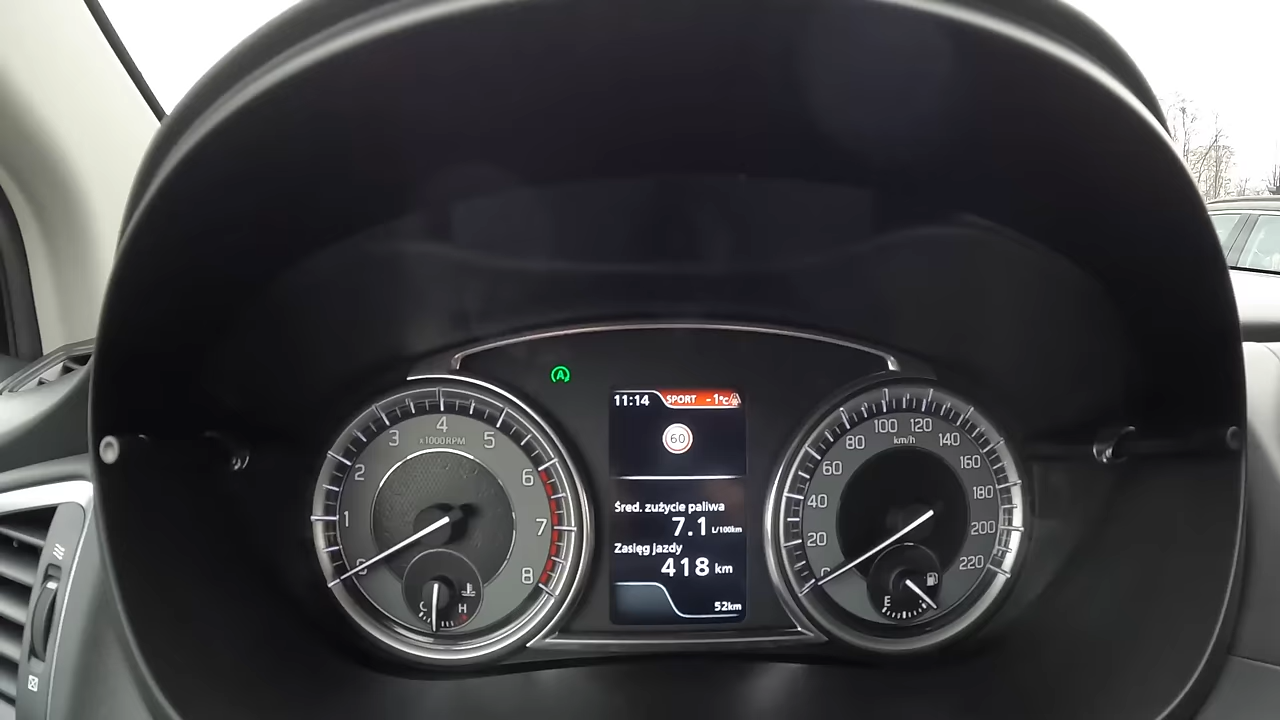 11:14 SPORT -1°C
60
Śred. zużycie paliwa
7.1 L/100km
Zasięg jazdy
418 km
52km
0 1 2 3 4 5 6 7 8
x1000RPM
C H
0 20 40 60 80 100 120 140 160 180 200 220
km/h
E
A